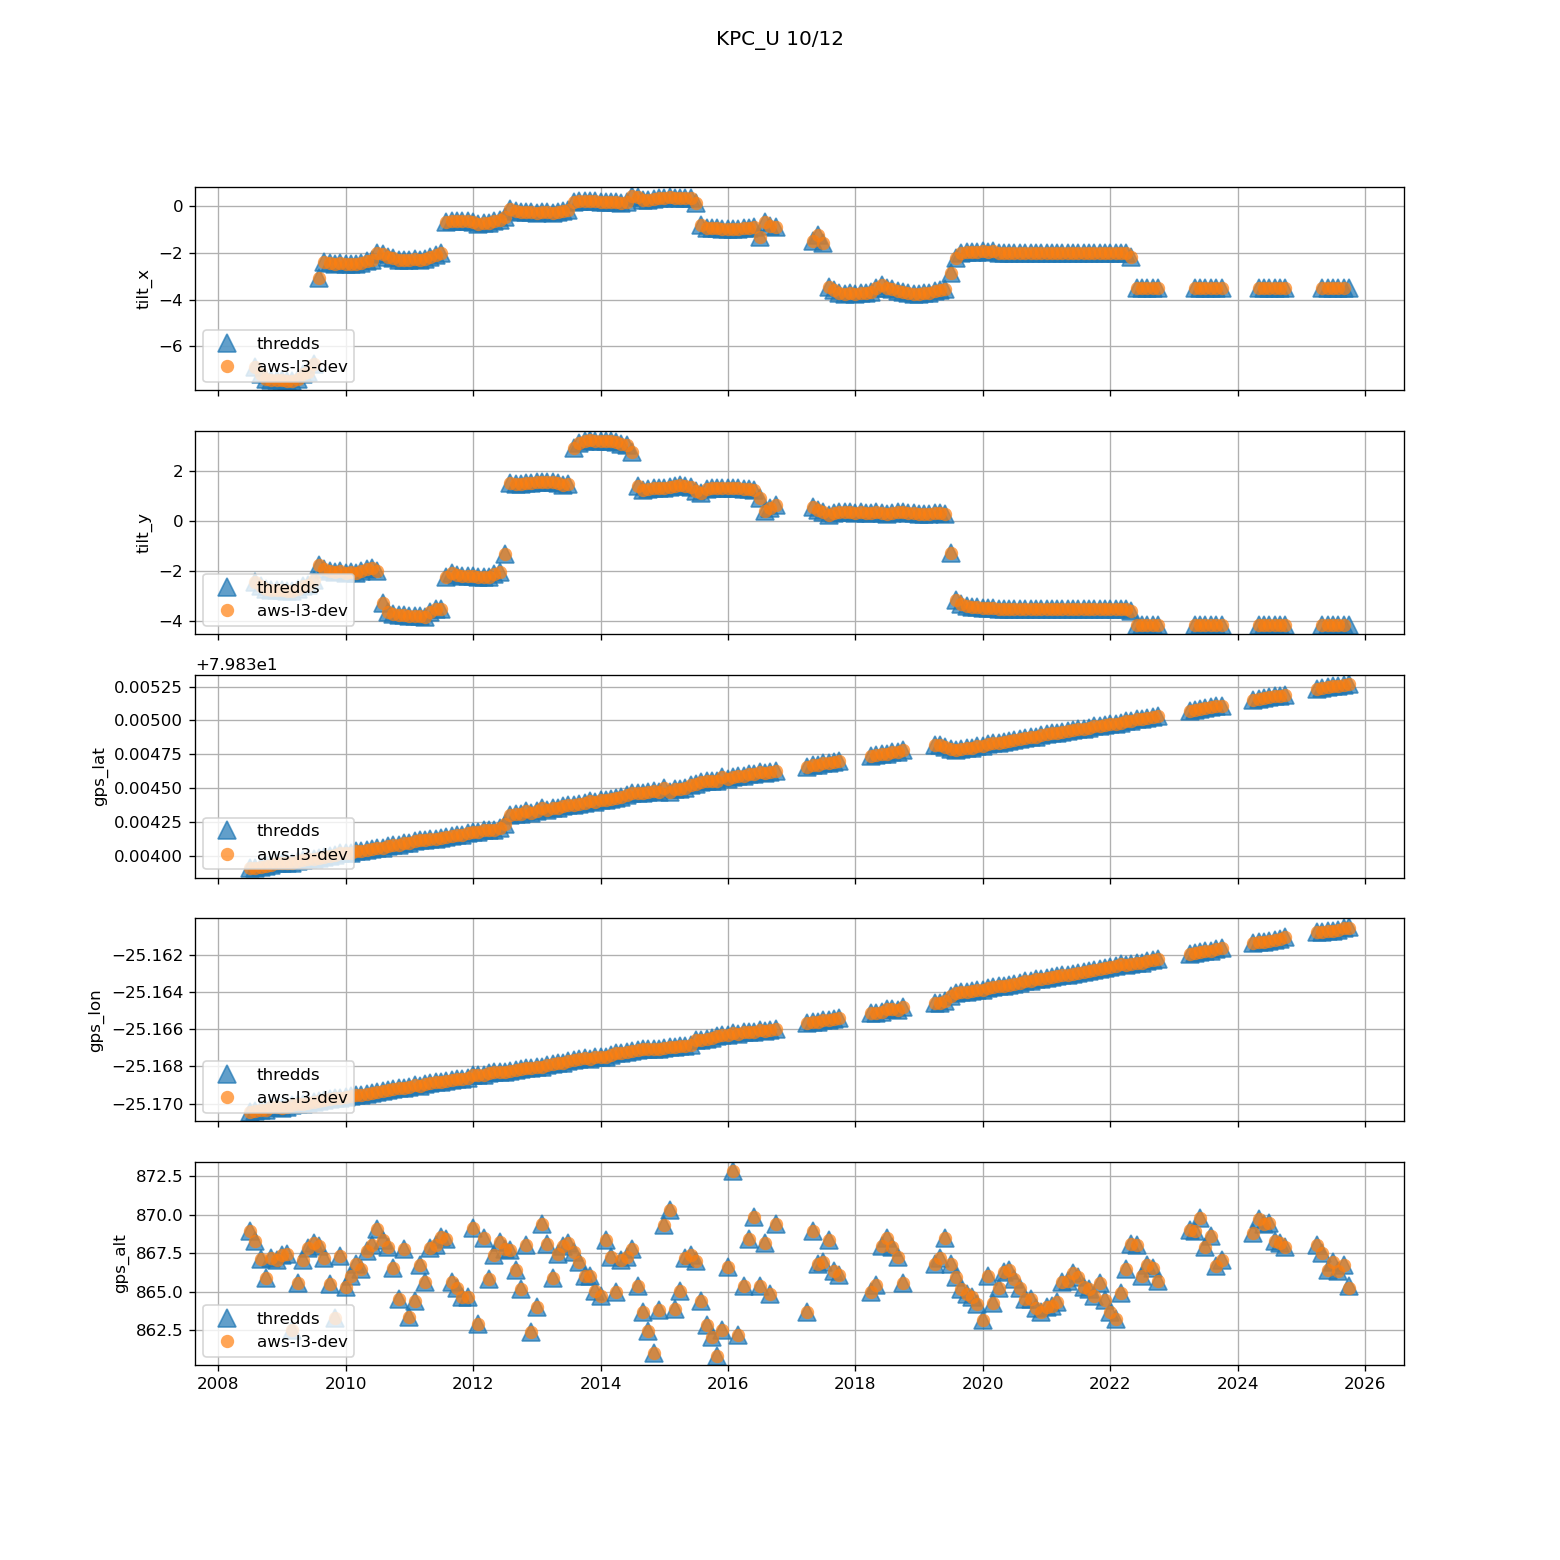 KPC_U 10/12
0
−2
−4
−6
tilt_x
thredds
aws-l3-dev
2
0
−2
−4
tilt_y
thredds
aws-l3-dev
+7.983e1
0.00525
0.00500
0.00475
0.00450
0.00425
0.00400
gps_lat
thredds
aws-l3-dev
−25.162
−25.164
−25.166
−25.168
−25.170
gps_lon
thredds
aws-l3-dev
872.5
870.0
867.5
865.0
862.5
gps_alt
thredds
aws-l3-dev
2008 2010 2012 2014 2016 2018 2020 2022 2024 2026